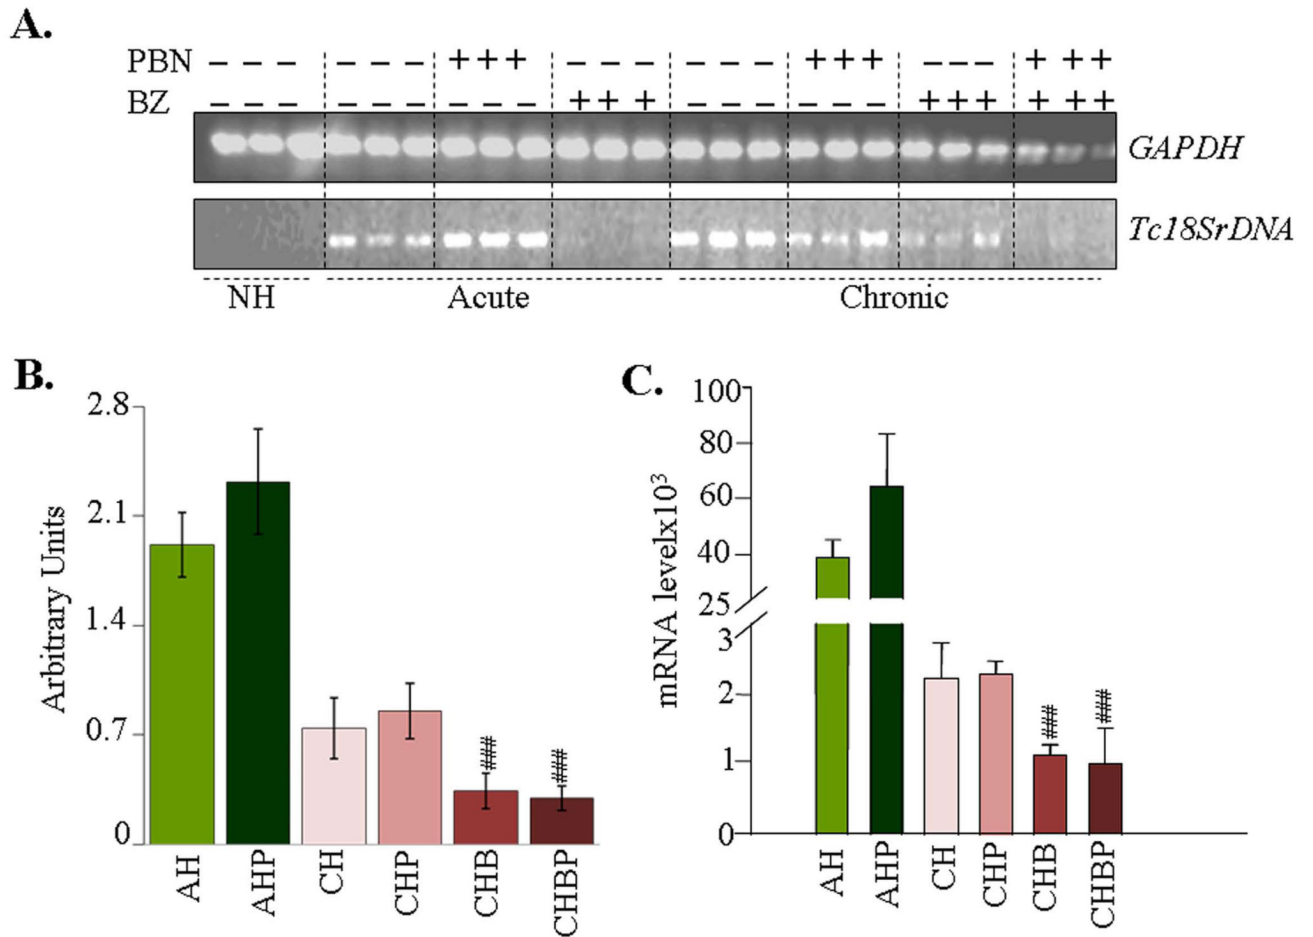 A.
PBN − − − − − − + + + − − − − − − + + + − − − + + +
BZ − − − − − − − − − + + + − − − − − − + + + + + +
GAPDH
Tc18SrDNA
NH Acute Chronic
B.
2.8
2.1
1.4
0.7
0
Arbitrary Units
### ###
AH AHP CH CHP CHB CHBP
C.
100
80
60
40
25
3
2
1
0
mRNA levelx10³
### ###
AH AHP CH CHP CHB CHBP